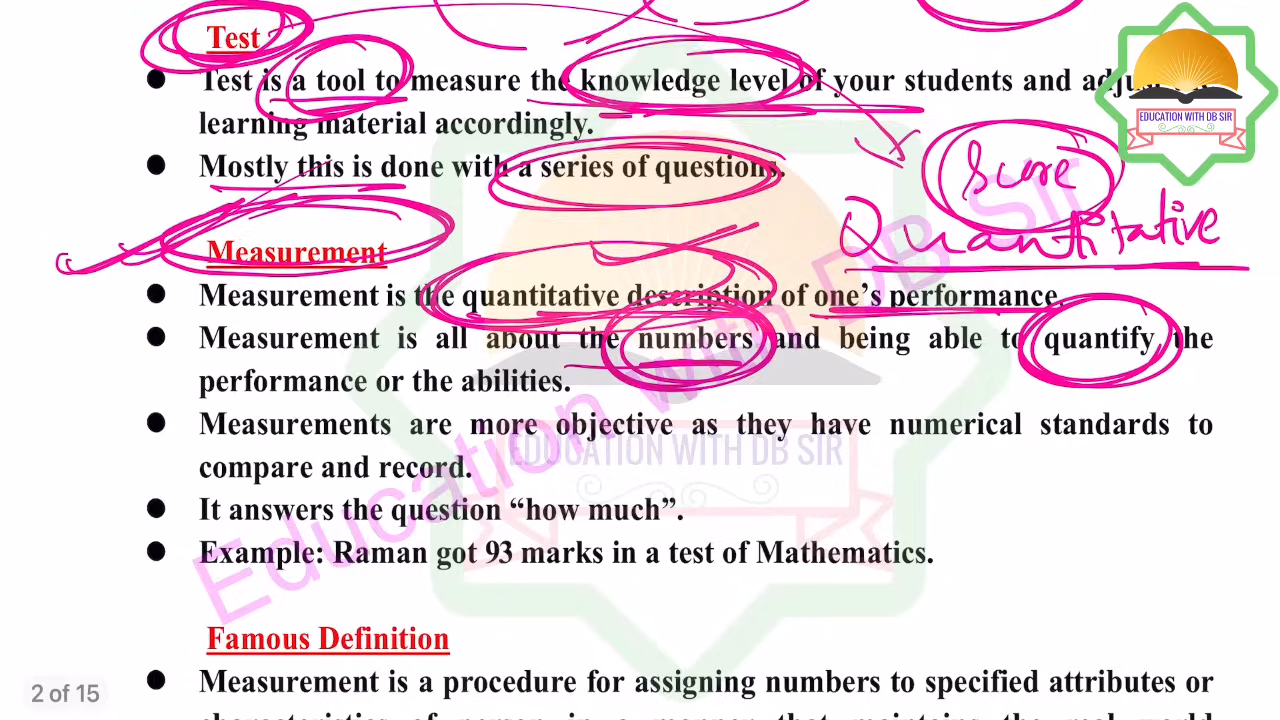 Test
● Test is a tool to measure the knowledge level of your students and
learning material accordingly.
● Mostly this is done with a series of questions.
Score
Quantitative
EDUCATION WITH DB SIR
Measurement
● Measurement is the quantitative description of one's performance.
● Measurement is all about the numbers and being able to quantify the
performance or the abilities.
● Measurements are more objective as they have numerical standards to
compare and record.
● It answers the question “how much”.
● Example: Raman got 93 marks in a test of Mathematics.
Education with DB Sir
EDUCATION WITH DB SIR
Famous Definition
● Measurement is a procedure for assigning numbers to specified attributes or
2 of 15